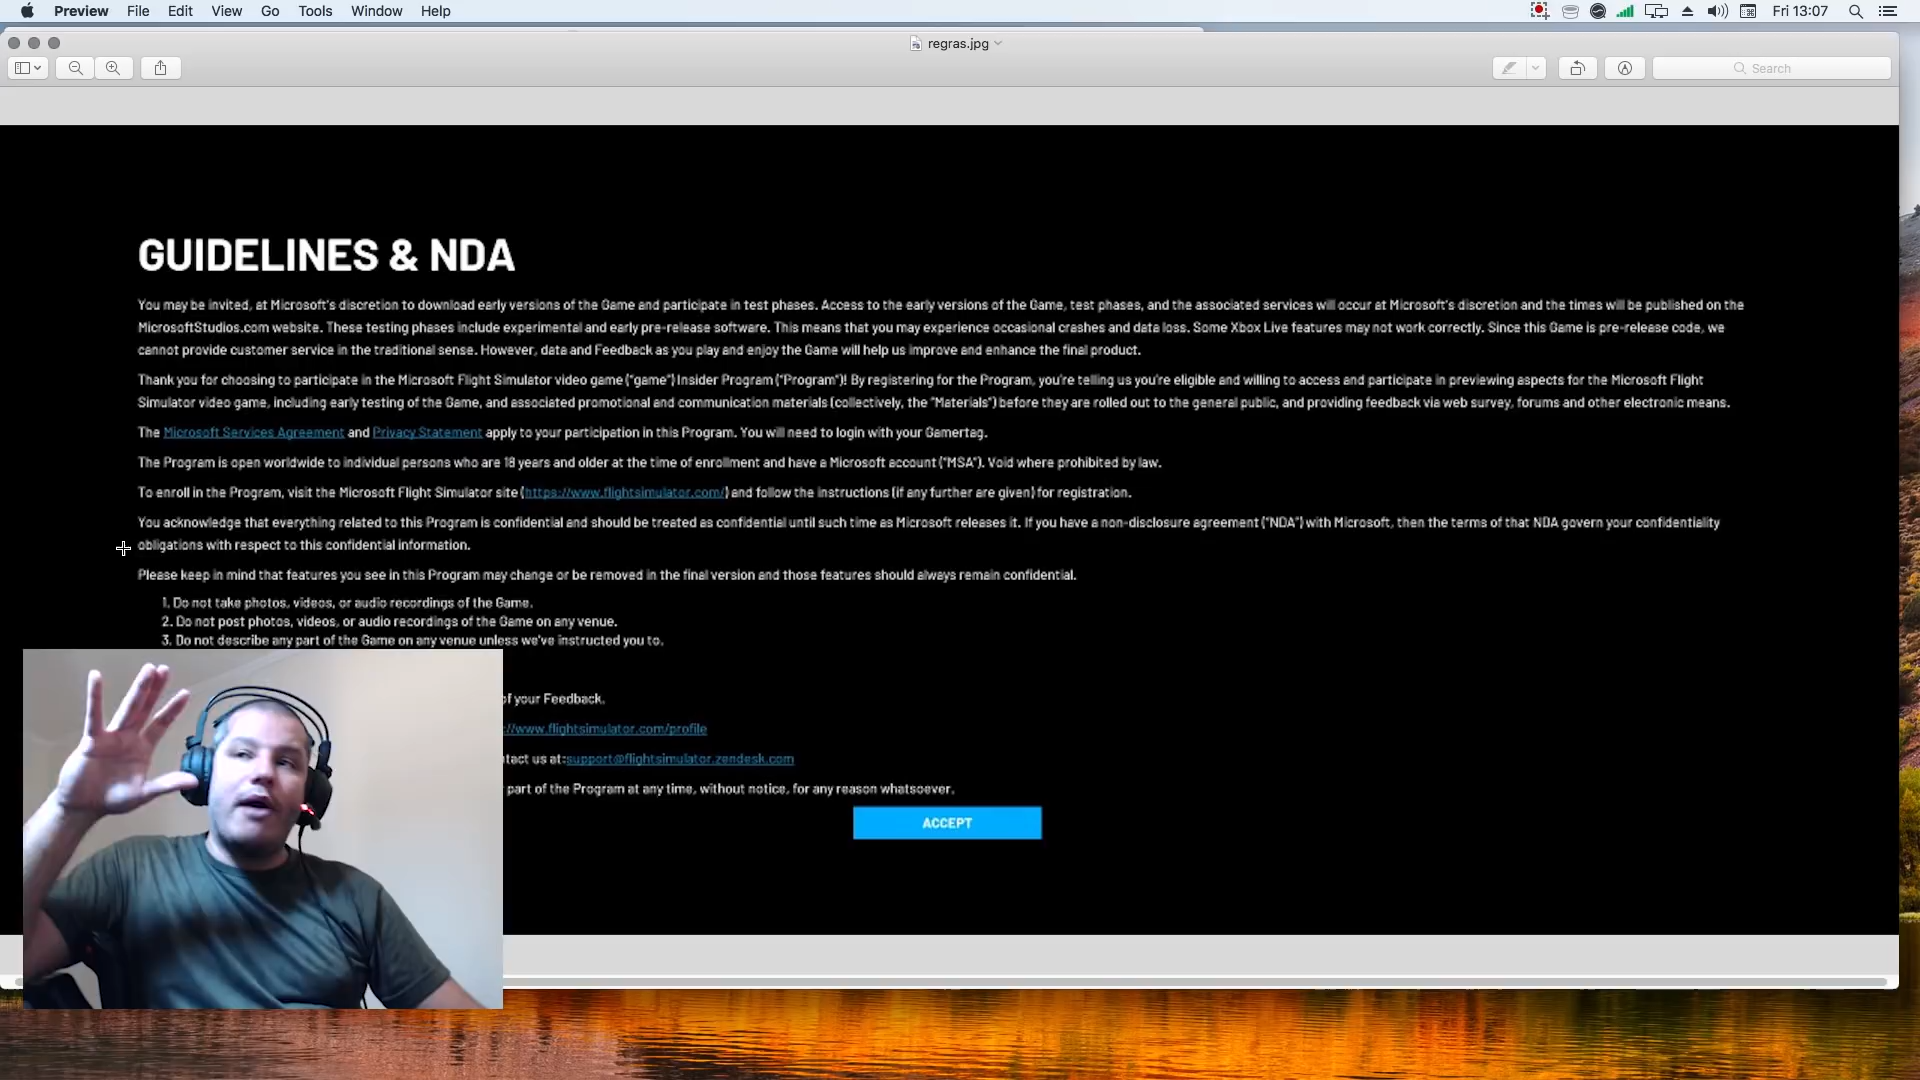 Preview File Edit View Go Tools Window Help Fri 13:07
regras.jpg
Search
GUIDELINES & NDA
You may be invited, at Microsoft's discretion to download early versions of the Game and participate in test phases. Access to the early versions of the Game, test phases, and the associated services will occur at Microsoft's discretion and the times will be published on the
MicrosoftStudios.com website. These testing phases include experimental and early pre-release software. This means that you may experience occasional crashes and data loss. Some Xbox Live features may not work correctly. Since this Game is pre-release code, we
cannot provide customer service in the traditional sense. However, data and Feedback as you play and enjoy the Game will help us improve and enhance the final product.
Thank you for choosing to participate in the Microsoft Flight Simulator video game ("game") Insider Program ("Program")! By registering for the Program, you're telling us you're eligible and willing to access and participate in previewing aspects for the Microsoft Flight
Simulator video game, including early testing of the Game, and associated promotional and communication materials (collectively, the "Materials") before they are rolled out to the general public, and providing feedback via web survey, forums and other electronic means.
The Microsoft Services Agreement and Privacy Statement apply to your participation in this Program. You will need to login with your Gamertag.
The Program is open worldwide to individual persons who are 18 years and older at the time of enrollment and have a Microsoft account ("MSA"). Void where prohibited by law.
To enroll in the Program, visit the Microsoft Flight Simulator site (https://www.flightsimulator.com/) and follow the instructions (if any further are given) for registration.
You acknowledge that everything related to this Program is confidential and should be treated as confidential until such time as Microsoft releases it. If you have a non-disclosure agreement ("NDA") with Microsoft, then the terms of that NDA govern your confidentiality
obligations with respect to this confidential information.
Please keep in mind that features you see in this Program may change or be removed in the final version and those features should always remain confidential.
1. Do not take photos, videos, or audio recordings of the Game.
2. Do not post photos, videos, or audio recordings of the Game on any venue.
3. Do not describe any part of the Game on any venue unless we've instructed you to.
of your Feedback.
://www.flightsimulator.com/profile
ntact us at:support@flightsimulator.zendesk.com
part of the Program at any time, without notice, for any reason whatsoever.
ACCEPT